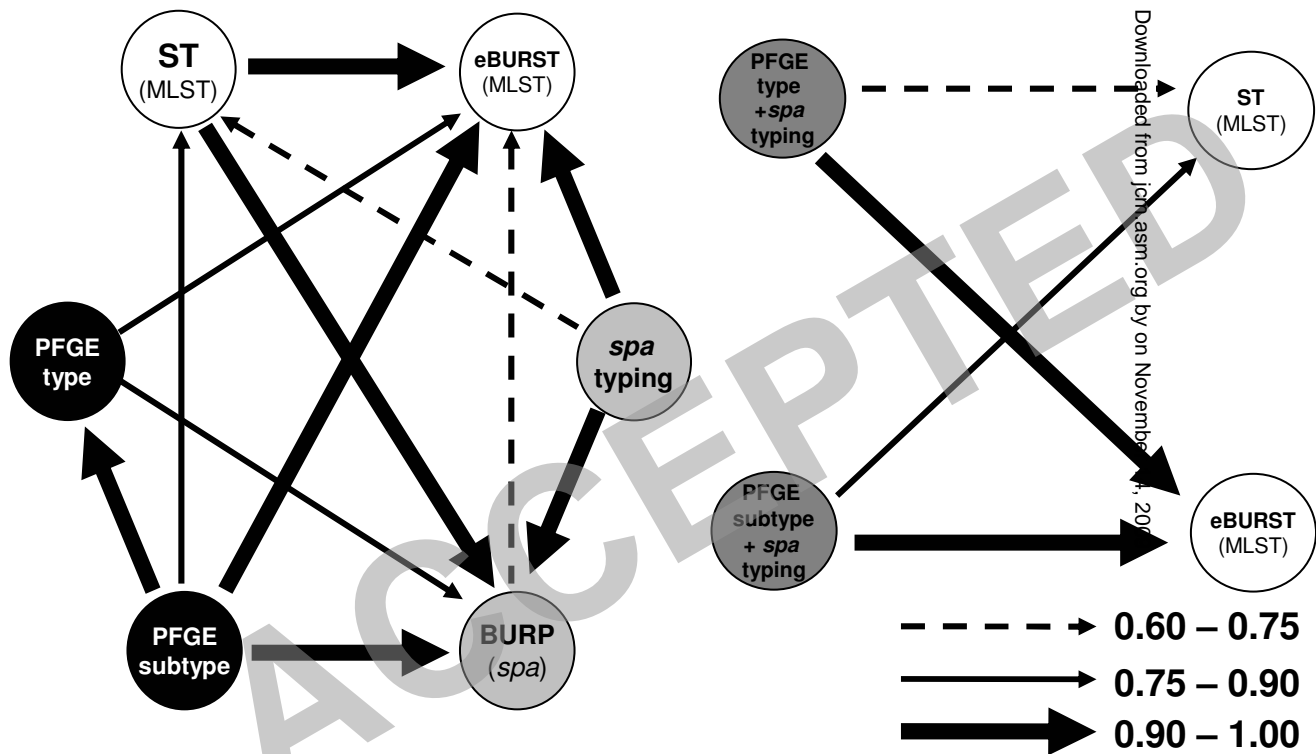 ST
(MLST)
eBURST
(MLST)
PFGE
type
+spa
typing
ST
(MLST)
PFGE
type
spa
typing
PFGE
subtype
BURP
(spa)
PFGE
subtype
+ spa
typing
eBURST
(MLST)
0.60 – 0.75
0.75 – 0.90
0.90 – 1.00
ACCEPTED
Downloaded from jcm.asm.org by on November